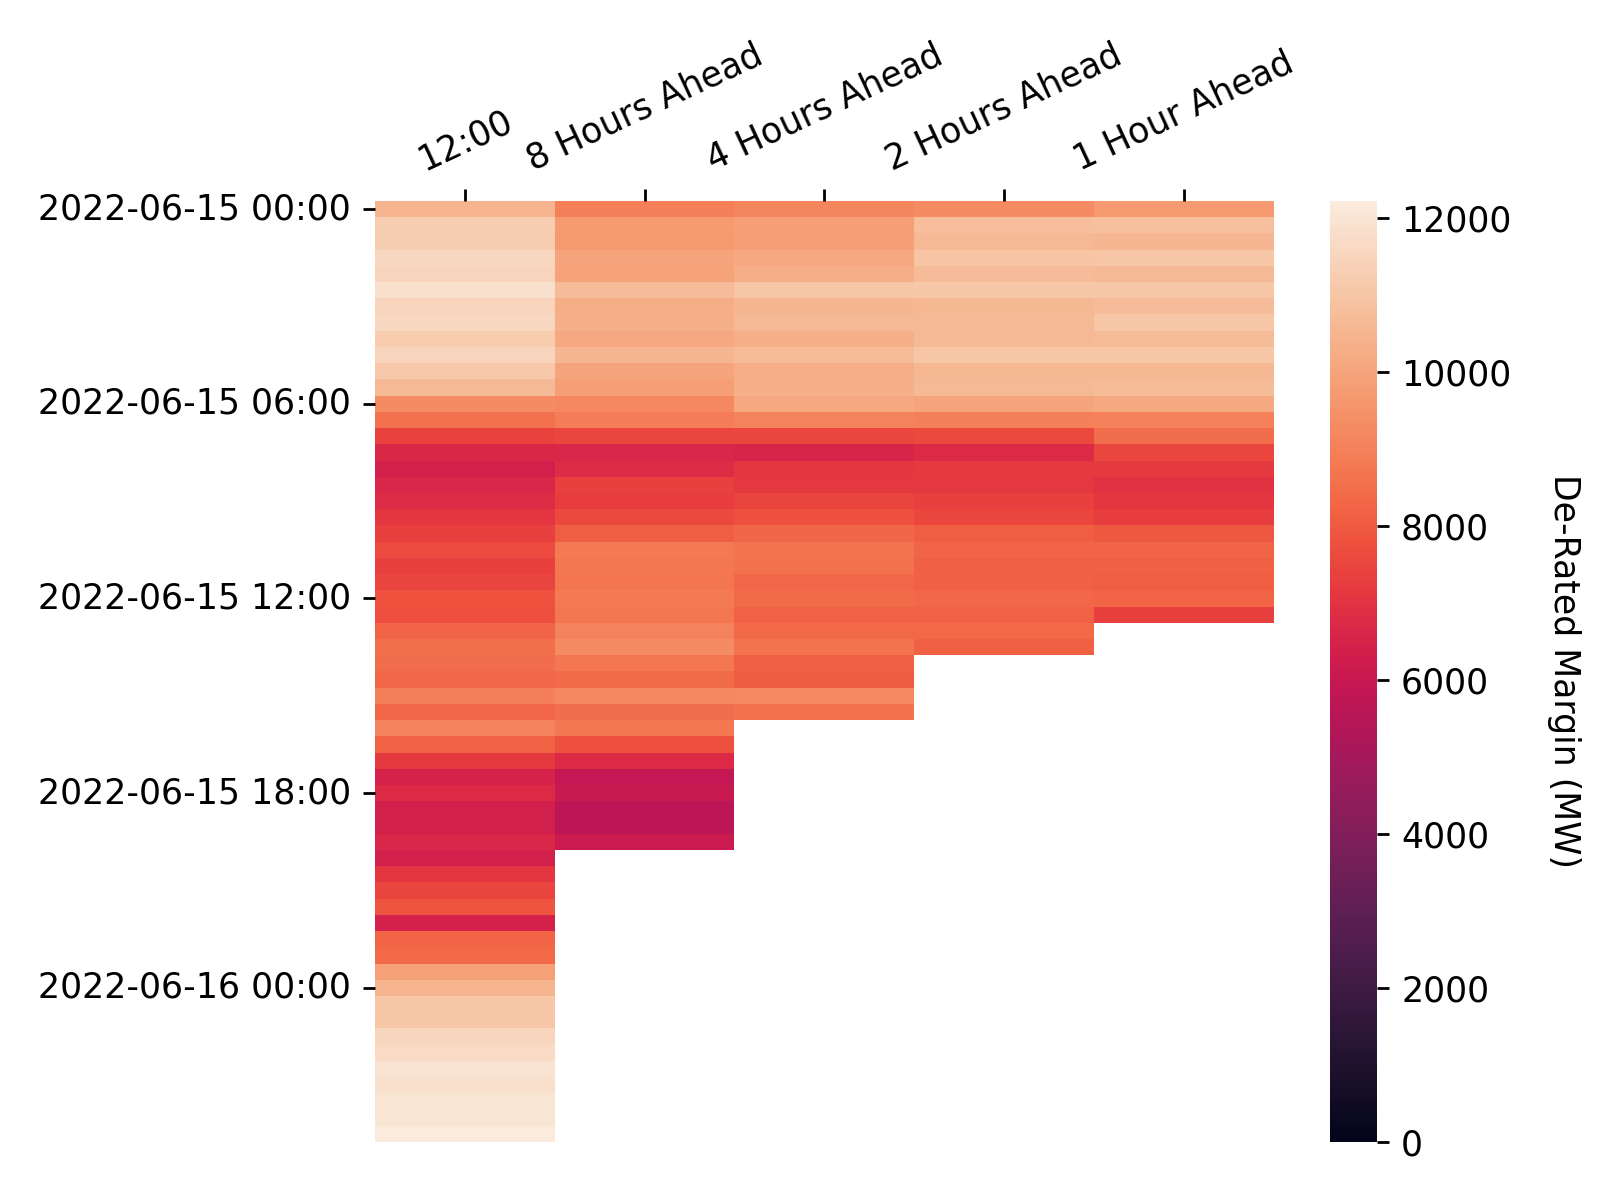 12:00
8 Hours Ahead
4 Hours Ahead
2 Hours Ahead
1 Hour Ahead
2022-06-15 00:00
2022-06-15 06:00
2022-06-15 12:00
2022-06-15 18:00
2022-06-16 00:00
12000
10000
8000
6000
4000
2000
0
De-Rated Margin (MW)